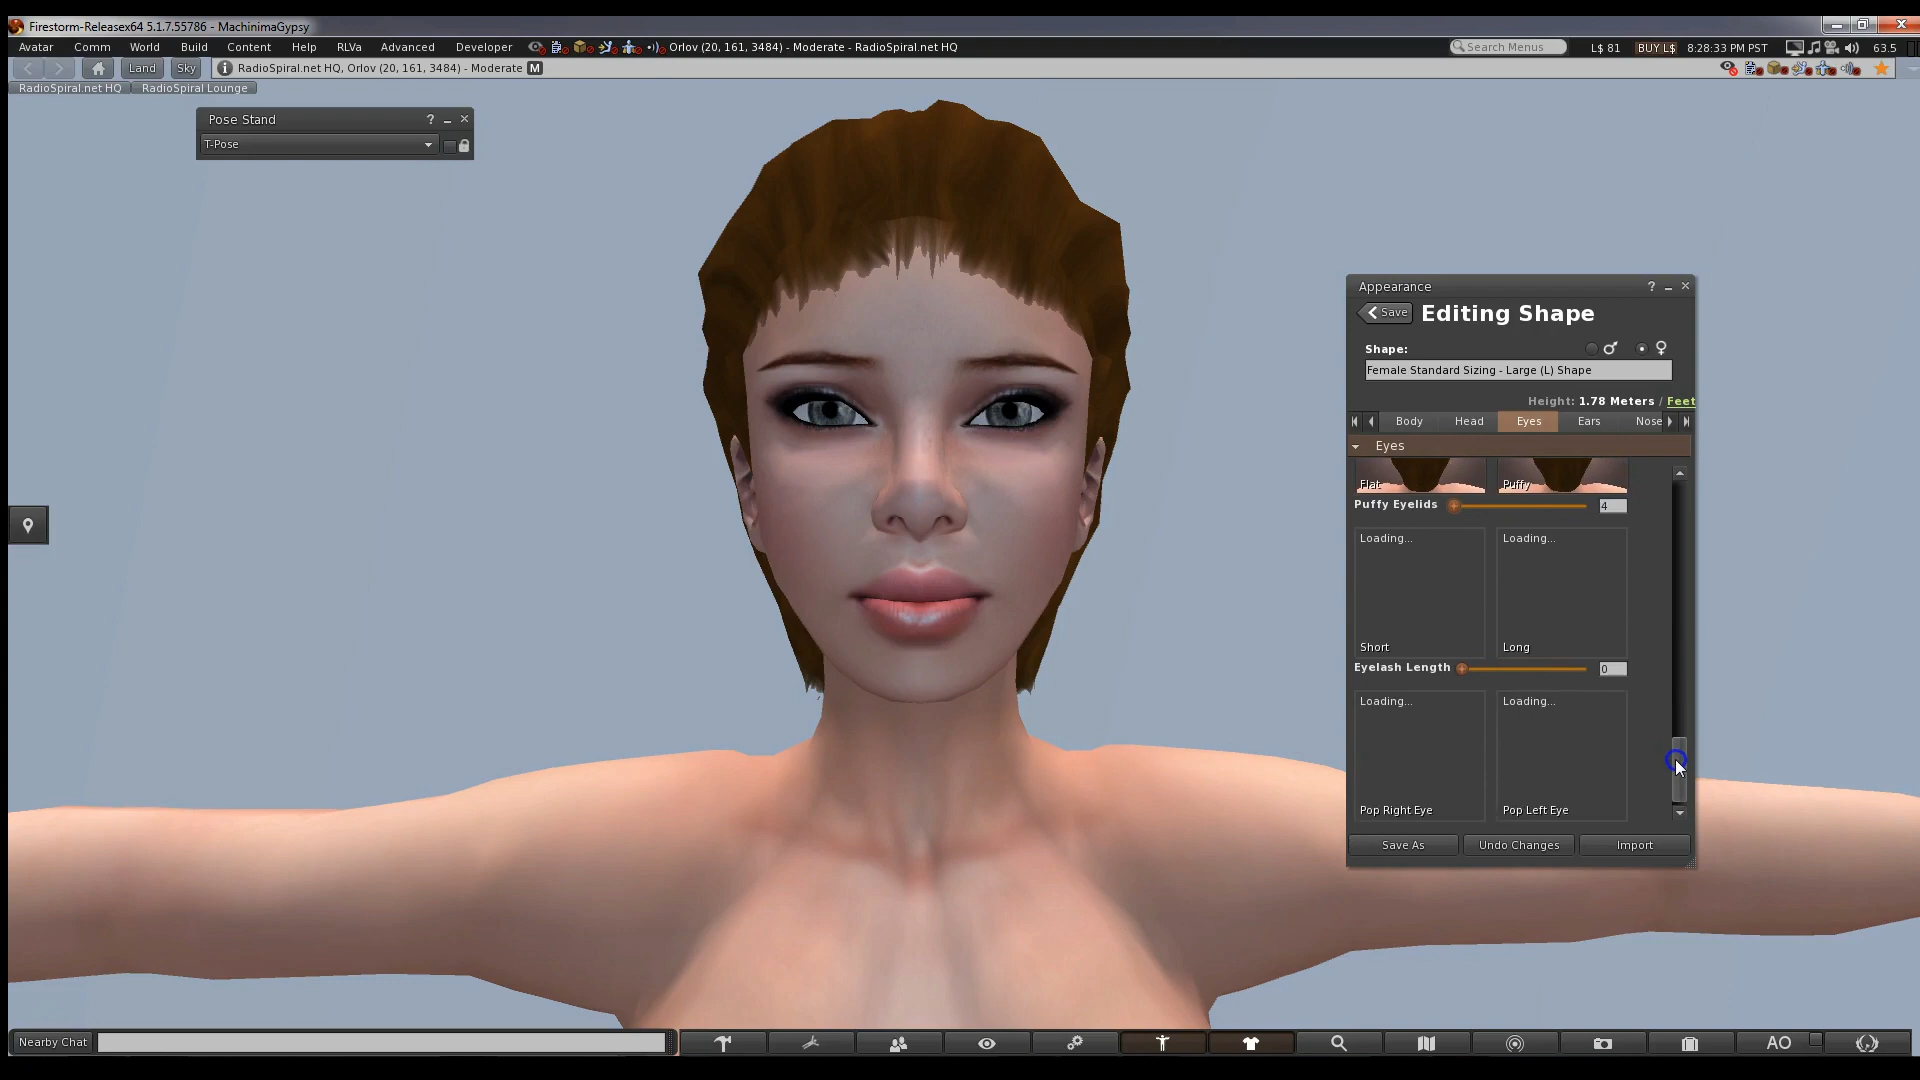 Firestorm-Releasex64 5.1.7.55786 - MachinimaGypsy
Avatar Comm World Build Content Help RLVa Advanced Developer Orlov (20, 161, 3484) - Moderate - RadioSpiral.net HQ Search Menus L$ 81 BUY L$ 8:28:33 PM PST 63.5
Land Sky RadioSpiral.net HQ, Orlov (20, 161, 3484) - Moderate M
RadioSpiral.net HQ RadioSpiral Lounge
Pose Stand ?
T-Pose
Appearance ?
Save Editing Shape
Shape:
Female Standard Sizing - Large (L) Shape
Height: 1.78 Meters / Feet
Body Head Eyes Ears Nose
Eyes
Flat Puffy
Puffy Eyelids 4
Loading... Loading...
Short Long
Eyelash Length 0
Loading... Loading...
Pop Right Eye Pop Left Eye
Save As Undo Changes Import
Nearby Chat AO